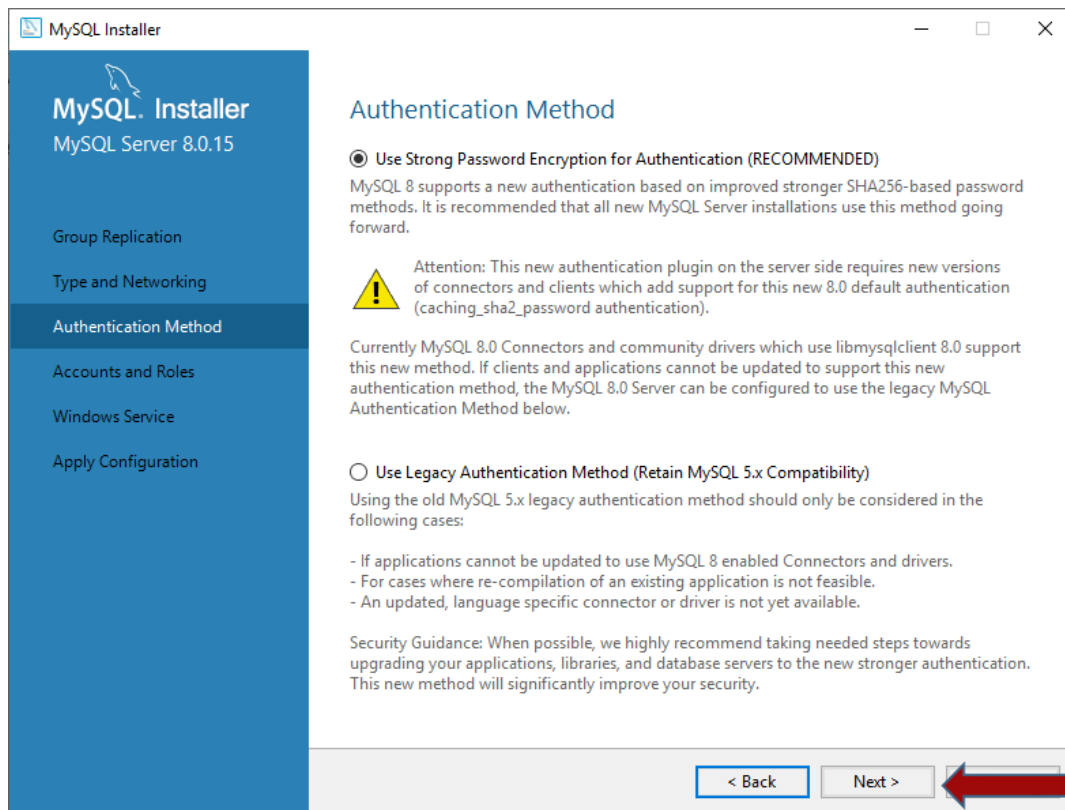 MySQL Installer
MySQL. Installer
MySQL Server 8.0.15
Group Replication
Type and Networking
Authentication Method
Accounts and Roles
Windows Service
Apply Configuration
Authentication Method
Use Strong Password Encryption for Authentication (RECOMMENDED)
MySQL 8 supports a new authentication based on improved stronger SHA256-based password
methods. It is recommended that all new MySQL Server installations use this method going
forward.
Attention: This new authentication plugin on the server side requires new versions
of connectors and clients which add support for this new 8.0 default authentication
(caching_sha2_password authentication).
Currently MySQL 8.0 Connectors and community drivers which use libmysqlclient 8.0 support
this new method. If clients and applications cannot be updated to support this new
authentication method, the MySQL 8.0 Server can be configured to use the legacy MySQL
Authentication Method below.
Use Legacy Authentication Method (Retain MySQL 5.x Compatibility)
Using the old MySQL 5.x legacy authentication method should only be considered in the
following cases:
- If applications cannot be updated to use MySQL 8 enabled Connectors and drivers.
- For cases where re-compilation of an existing application is not feasible.
- An updated, language specific connector or driver is not yet available.
Security Guidance: When possible, we highly recommend taking needed steps towards
upgrading your applications, libraries, and database servers to the new stronger authentication.
This new method will significantly improve your security.
< Back
Next >